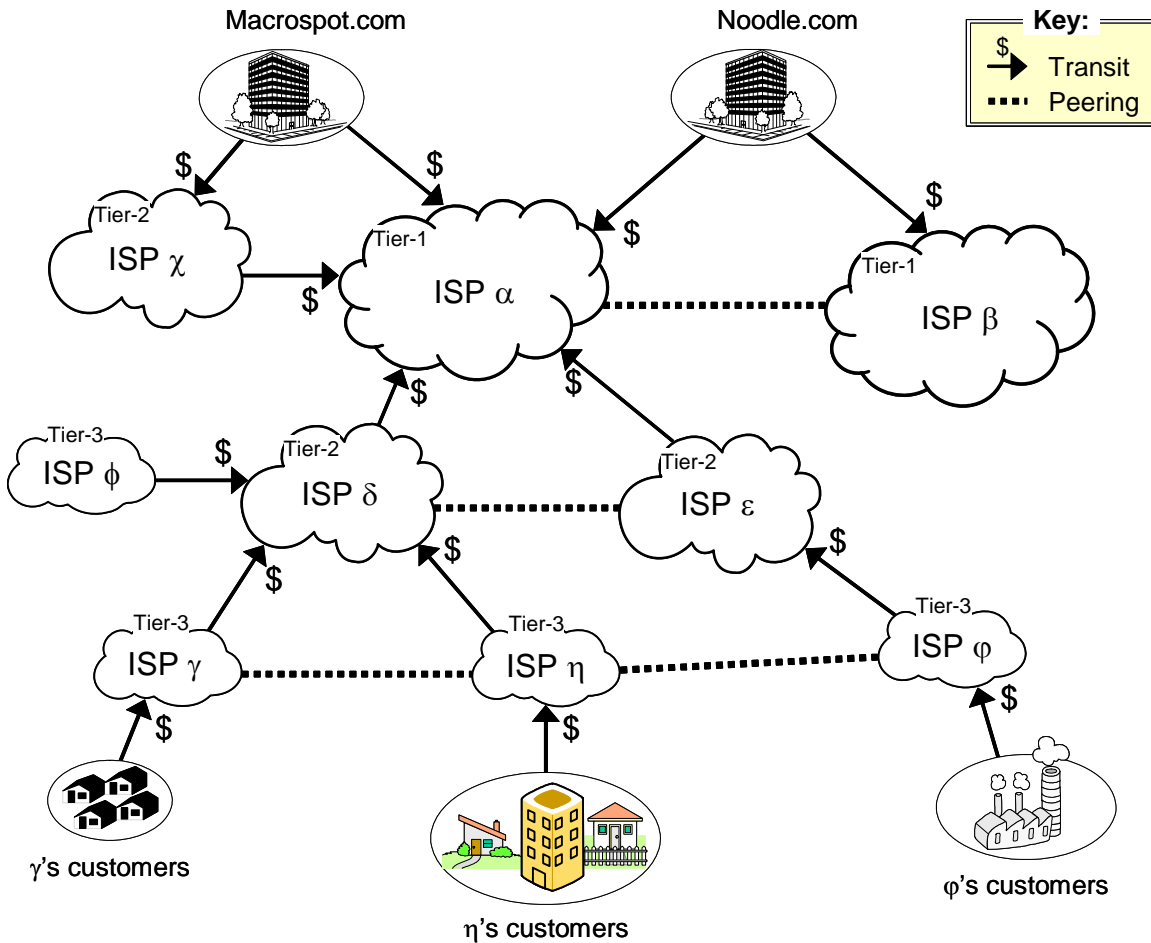 Macrospot.com
Noodle.com
Key:
$
Transit
Peering
$
$
$
$
Tier-2
ISP χ
$
Tier-1
ISP α
Tier-1
ISP β
$
$
Tier-3
ISP ϕ
$
Tier-2
ISP δ
Tier-2
ISP ε
$
$
$
Tier-3
ISP γ
Tier-3
ISP η
Tier-3
ISP φ
$
$
$
γ's customers
η's customers
φ's customers